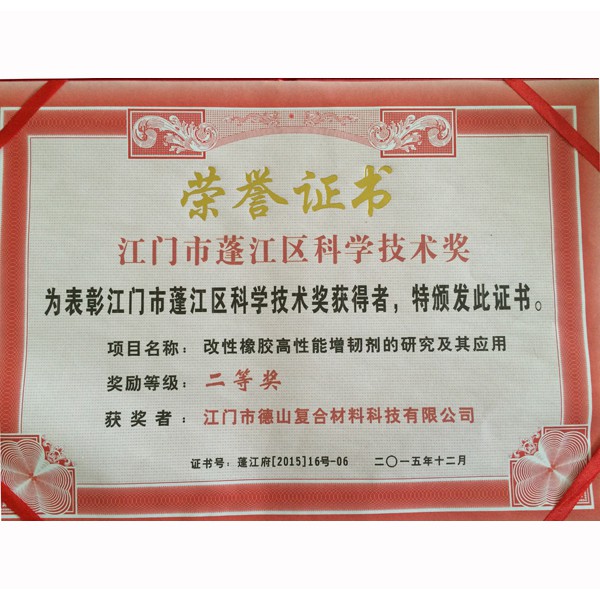 荣誉证书
江门市蓬江区科学技术奖
为表彰江门市蓬江区科学技术奖获得者，特颁发此证书。
项目名称：改性橡胶高性能增韧剂的研究及其应用
奖励等级：二等奖
获奖者：江门市德山复合材料科技有限公司
证书号：蓬江府[2015]16号-06 二〇一五年十二月